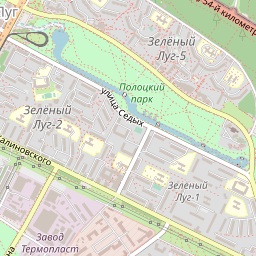 54-й километр
Луг
Зелёный
Луг-5
Полоцкий
парк
улица Седых
Зелёный
Луг-2
Калиновского
Зелёный
Луг-1
Завод
Термопласт